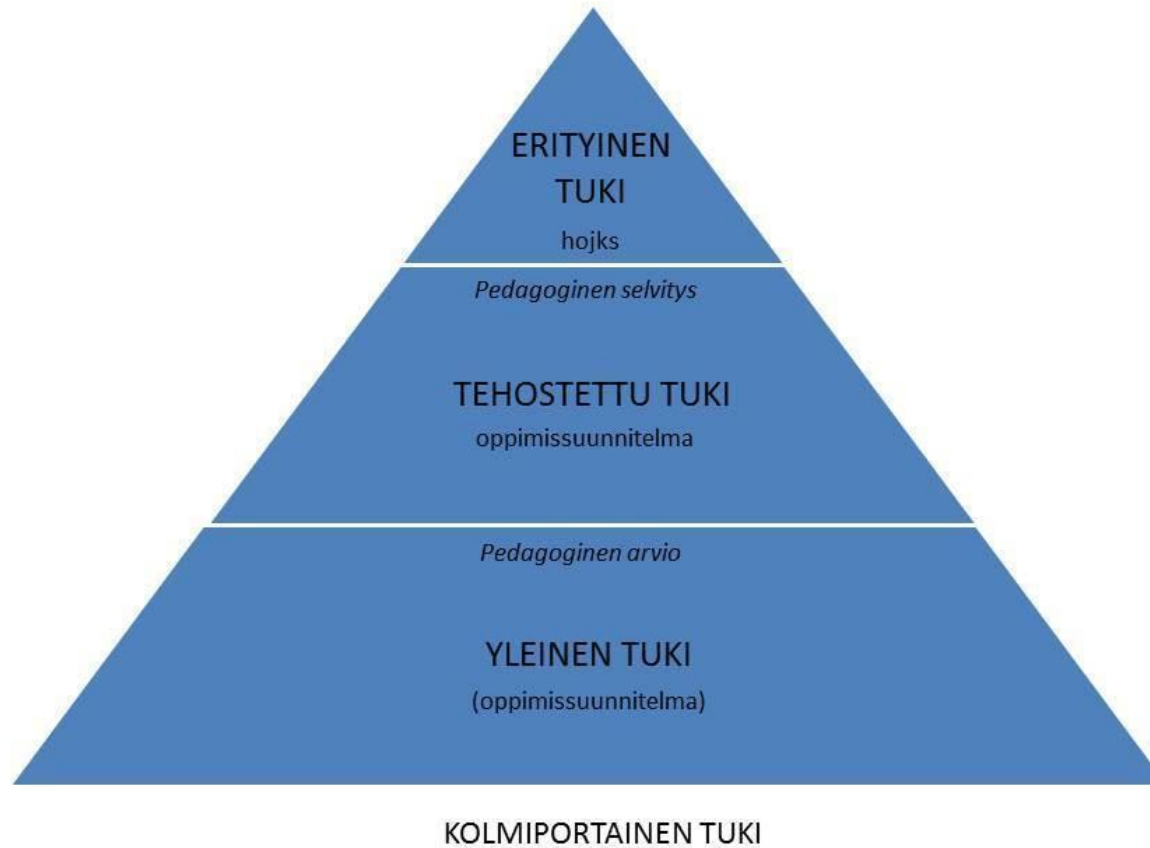 ERITYINEN
TUKI
hojks
Pedagoginen selvitys
TEHOSTETTU TUKI
oppimissuunnitelma
Pedagoginen arvio
YLEINEN TUKI
(oppimissuunnitelma)
KOLMIPORTAINEN TUKI